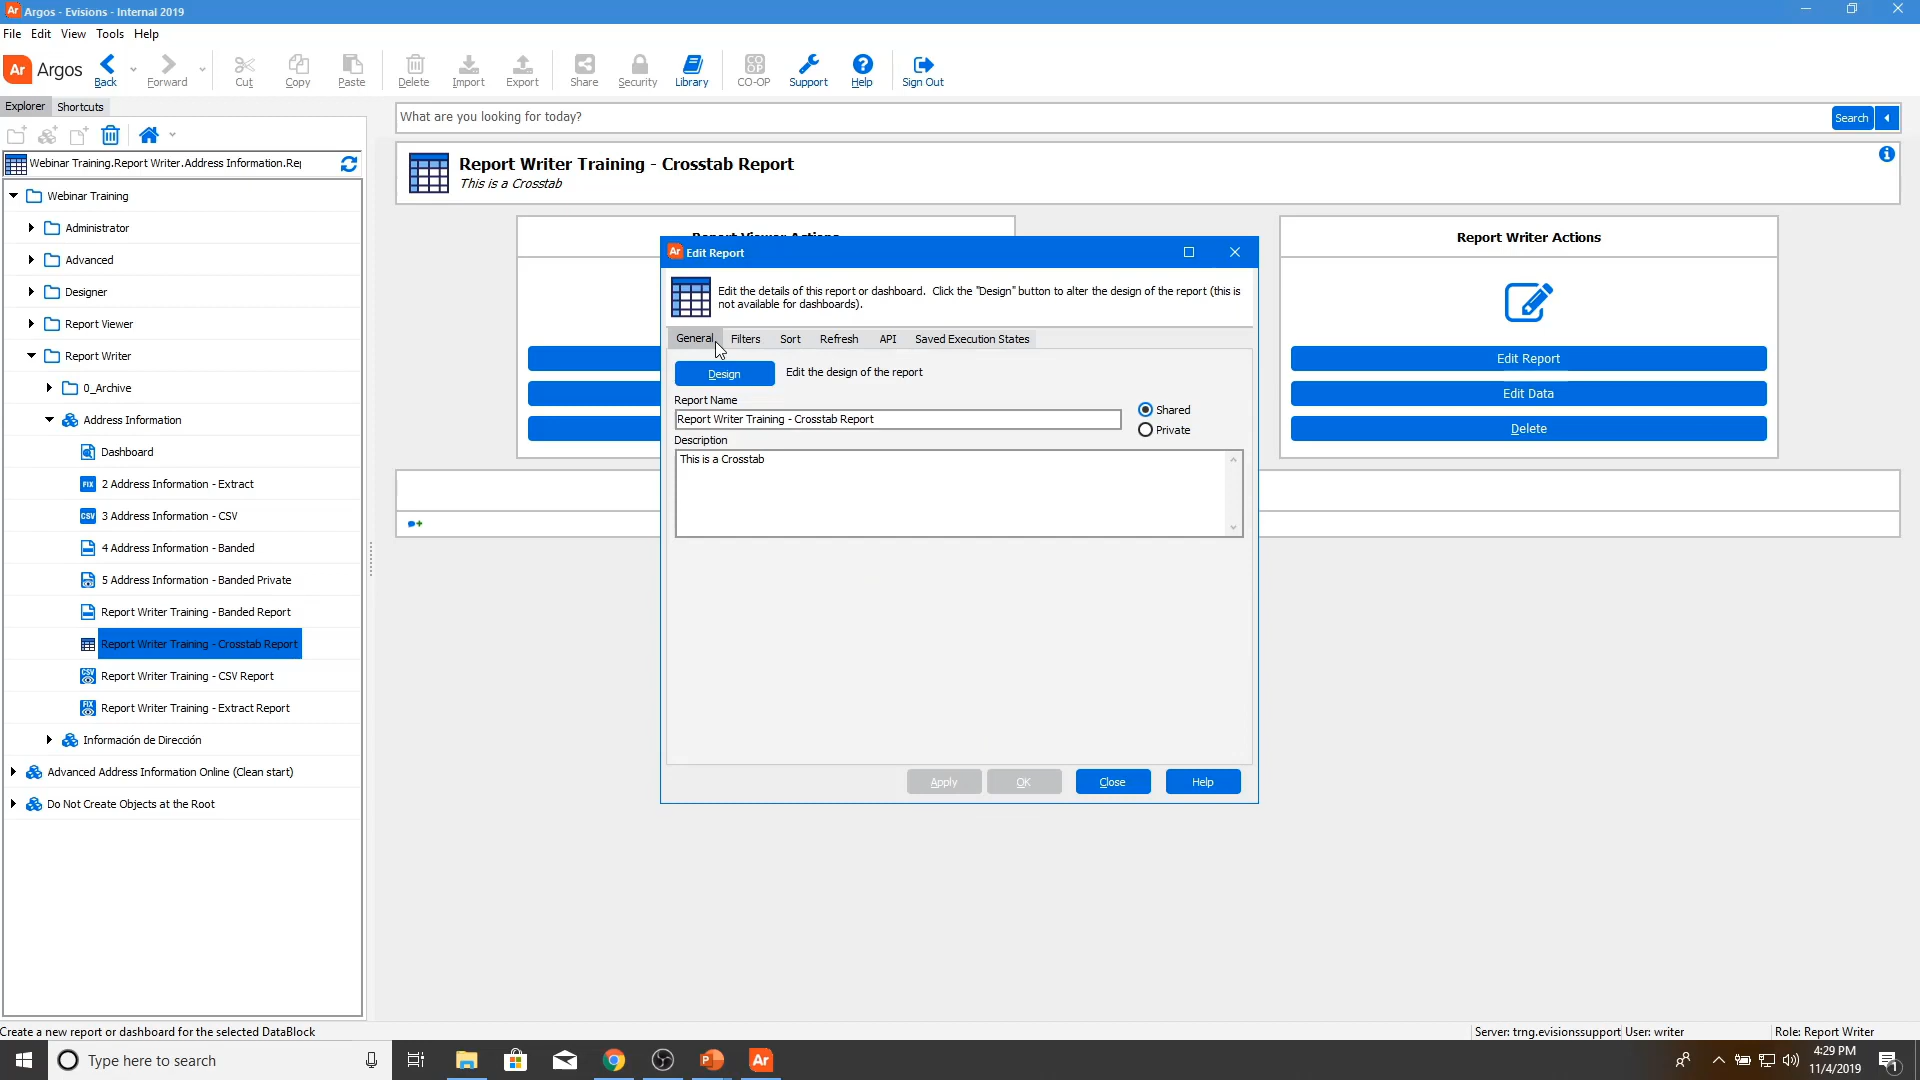 Argos - Evisions - Internal 2019
File Edit View Tools Help
Ar Argos Back Forward Cut Copy Paste Delete Import Export Share Security Library CO-OP Support Help Sign Out
Explorer Shortcuts
What are you looking for today? Search
Webinar Training.Report Writer.Address Information.Re
Webinar Training
Administrator
Advanced
Designer
Report Viewer
Report Writer
0_Archive
Address Information
Dashboard
FIX 2 Address Information - Extract
CSV 3 Address Information - CSV
4 Address Information - Banded
5 Address Information - Banded Private
Report Writer Training - Banded Report
Report Writer Training - Crosstab Report
CSV Report Writer Training - CSV Report
FIX Report Writer Training - Extract Report
Información de Dirección
Advanced Address Information Online (Clean start)
Do Not Create Objects at the Root
Report Writer Training - Crosstab Report
This is a Crosstab
Report Viewer Actions
Report Writer Actions
Edit Report
Edit Data
Delete
Ar Edit Report
Edit the details of this report or dashboard. Click the "Design" button to alter the design of the report (this is
not available for dashboards).
General Filters Sort Refresh API Saved Execution States
Design Edit the design of the report
Report Name
Report Writer Training - Crosstab Report
Shared
Private
Description
This is a Crosstab
Apply OK Close Help
Create a new report or dashboard for the selected DataBlock
Server: trng.evisionssupport User: writer Role: Report Writer
Type here to search
Ar
4:29 PM
11/4/2019
1